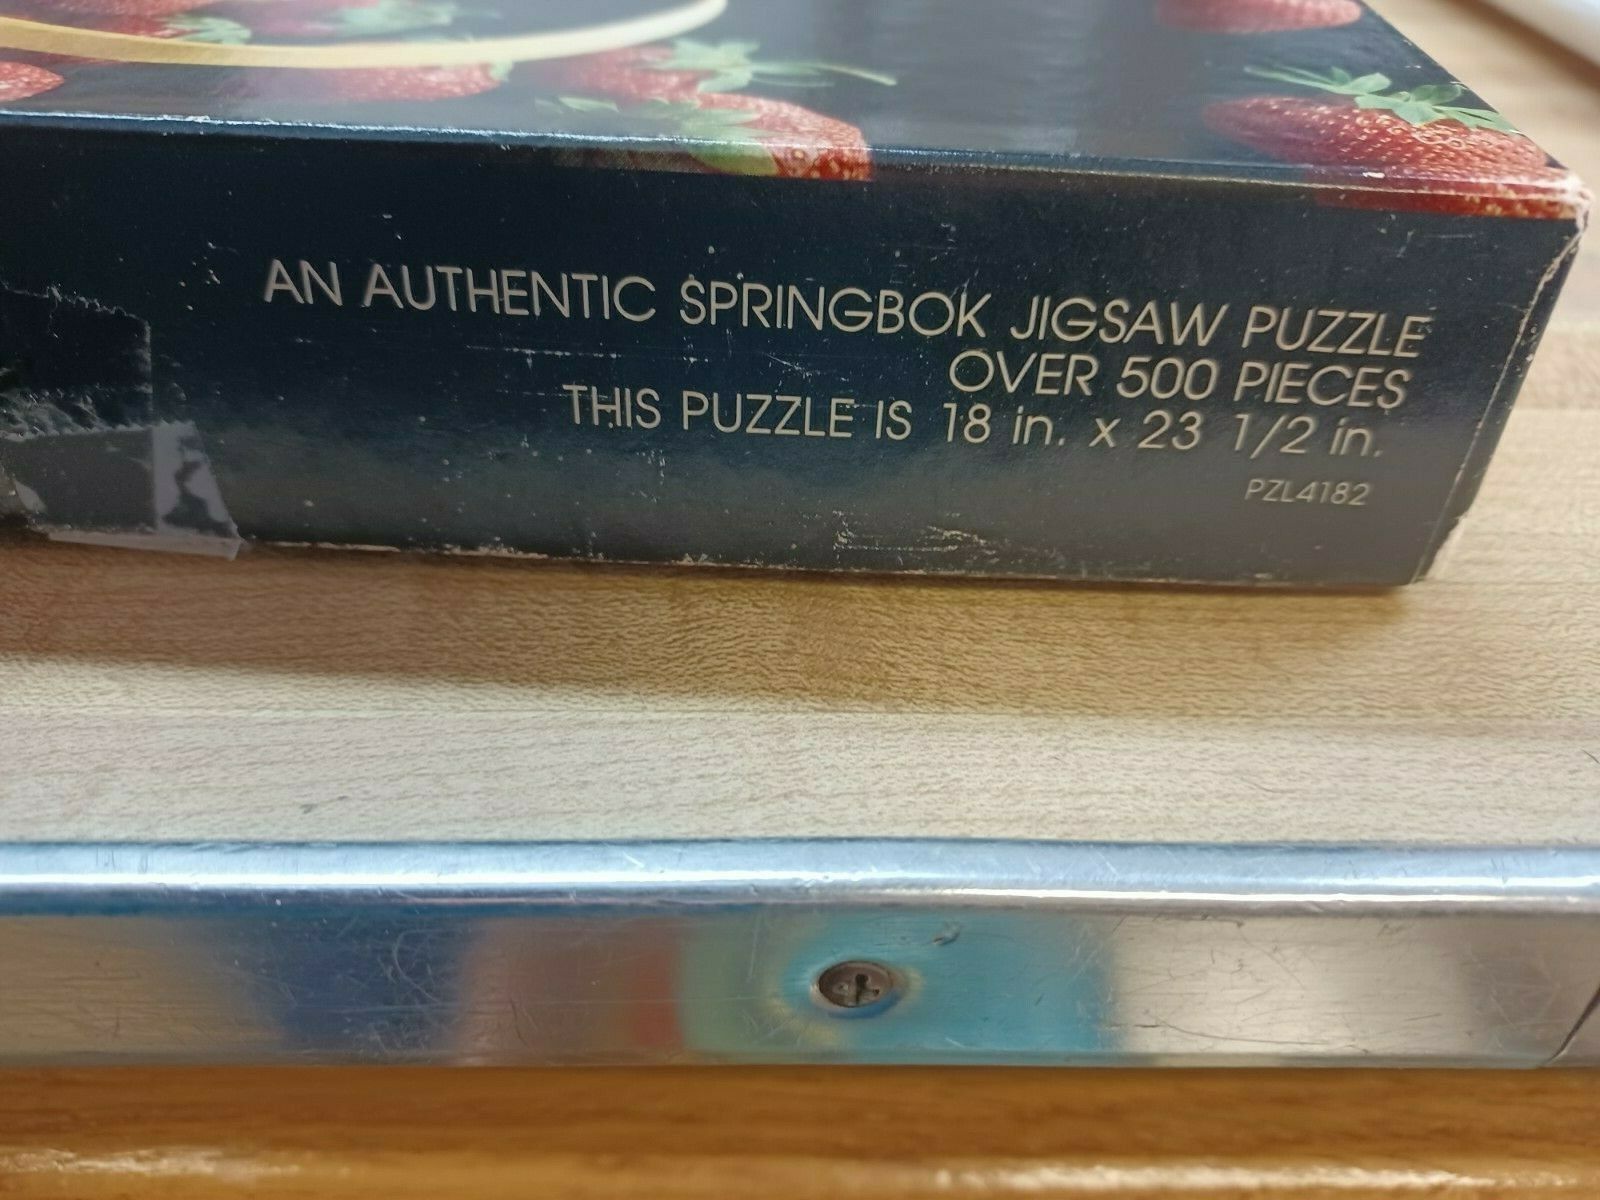 AN AUTHENTIC SPRINGBOK JIGSAW PUZZLE
OVER 500 PIECES
THIS PUZZLE IS 18 in. x 23 1/2 in.
PZL4182